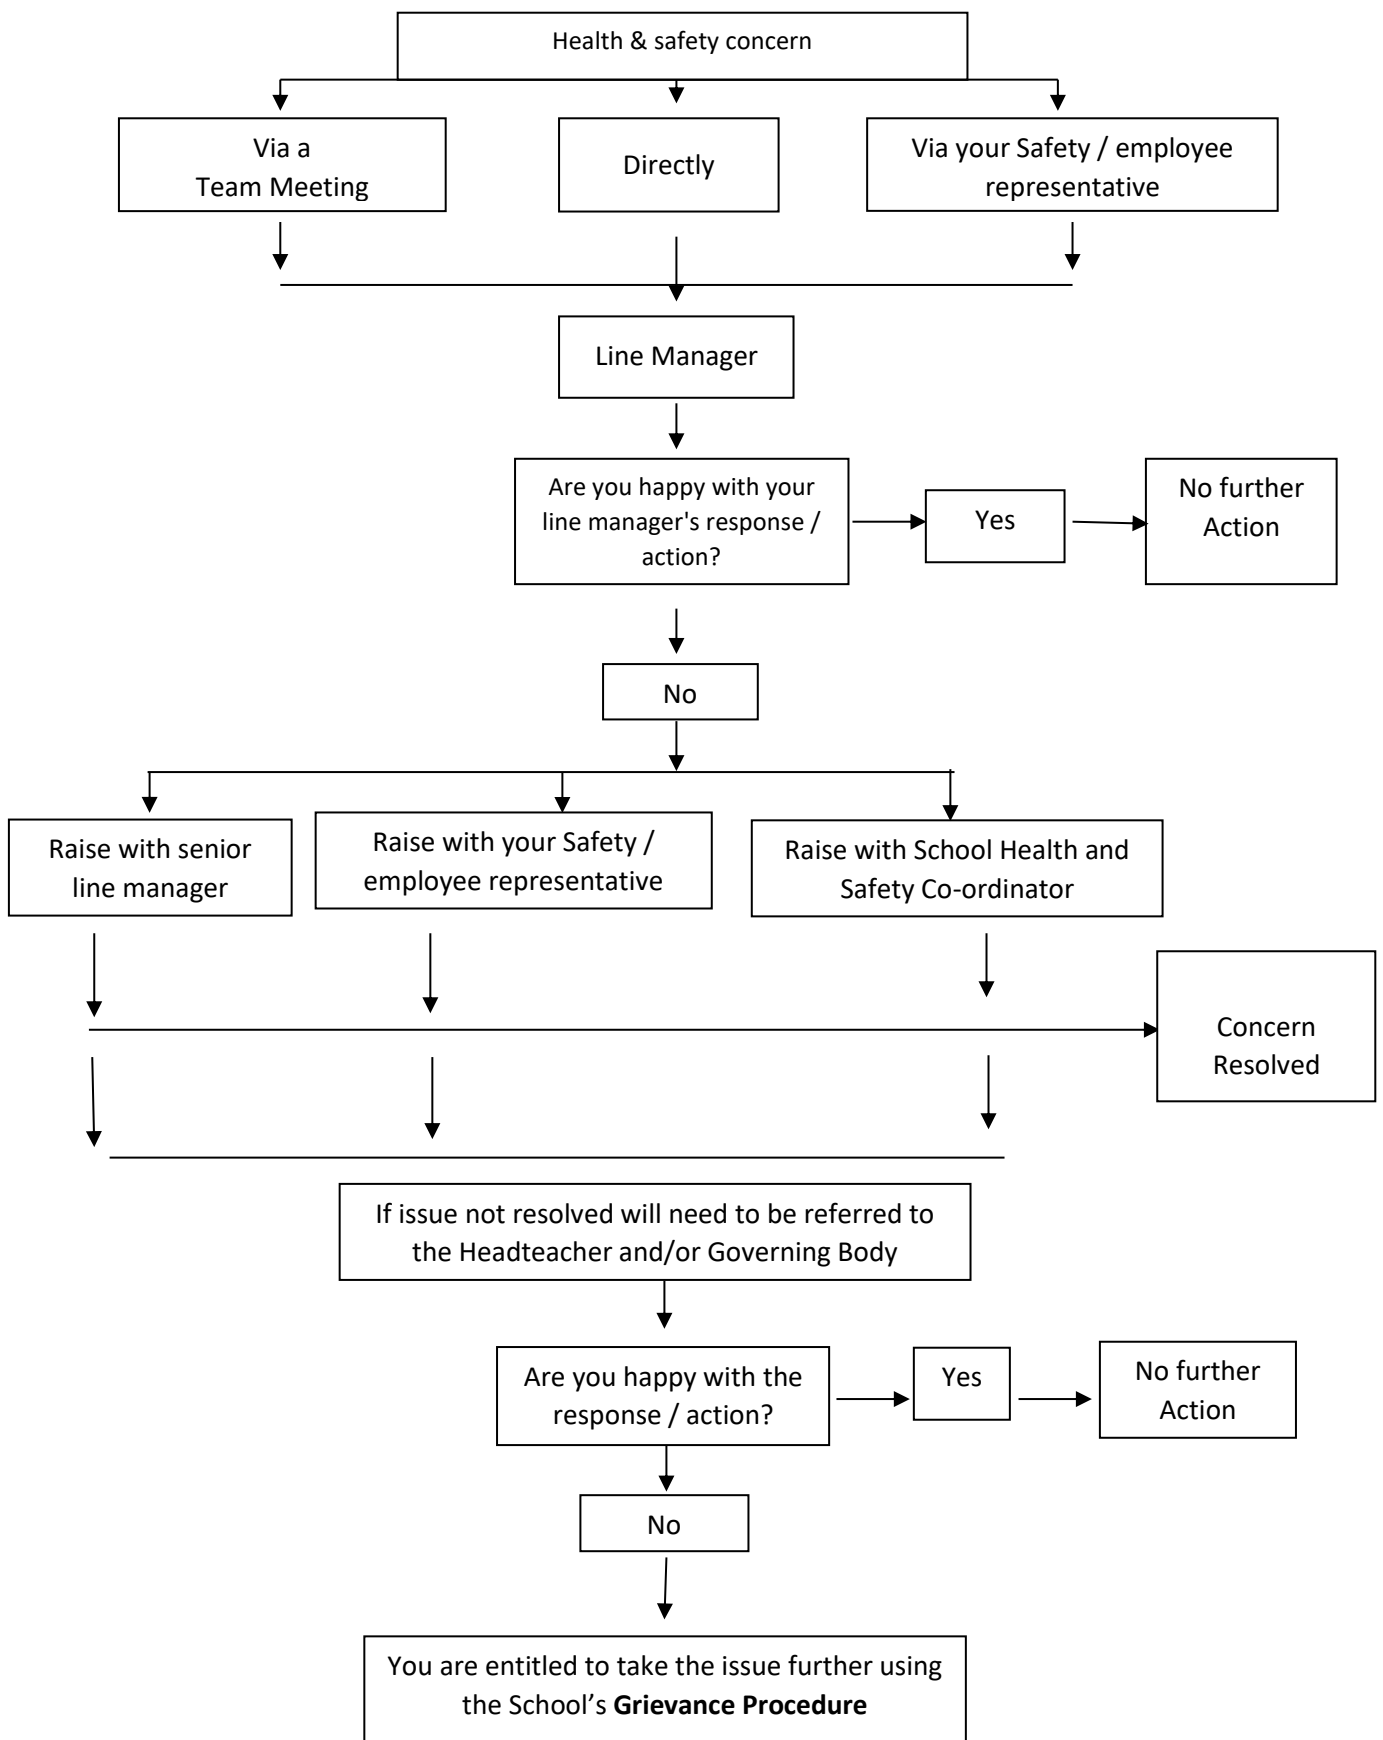 Health & safety concern
Via a
Team Meeting
Directly
Via your Safety / employee
representative
Line Manager
Are you happy with your
line manager's response /
action?
Yes
No further
Action
No
Raise with senior
line manager
Raise with your Safety /
employee representative
Raise with School Health and
Safety Co-ordinator
Concern
Resolved
If issue not resolved will need to be referred to
the Headteacher and/or Governing Body
Are you happy with the
response / action?
Yes
No further
Action
No
You are entitled to take the issue further using
the School’s Grievance Procedure